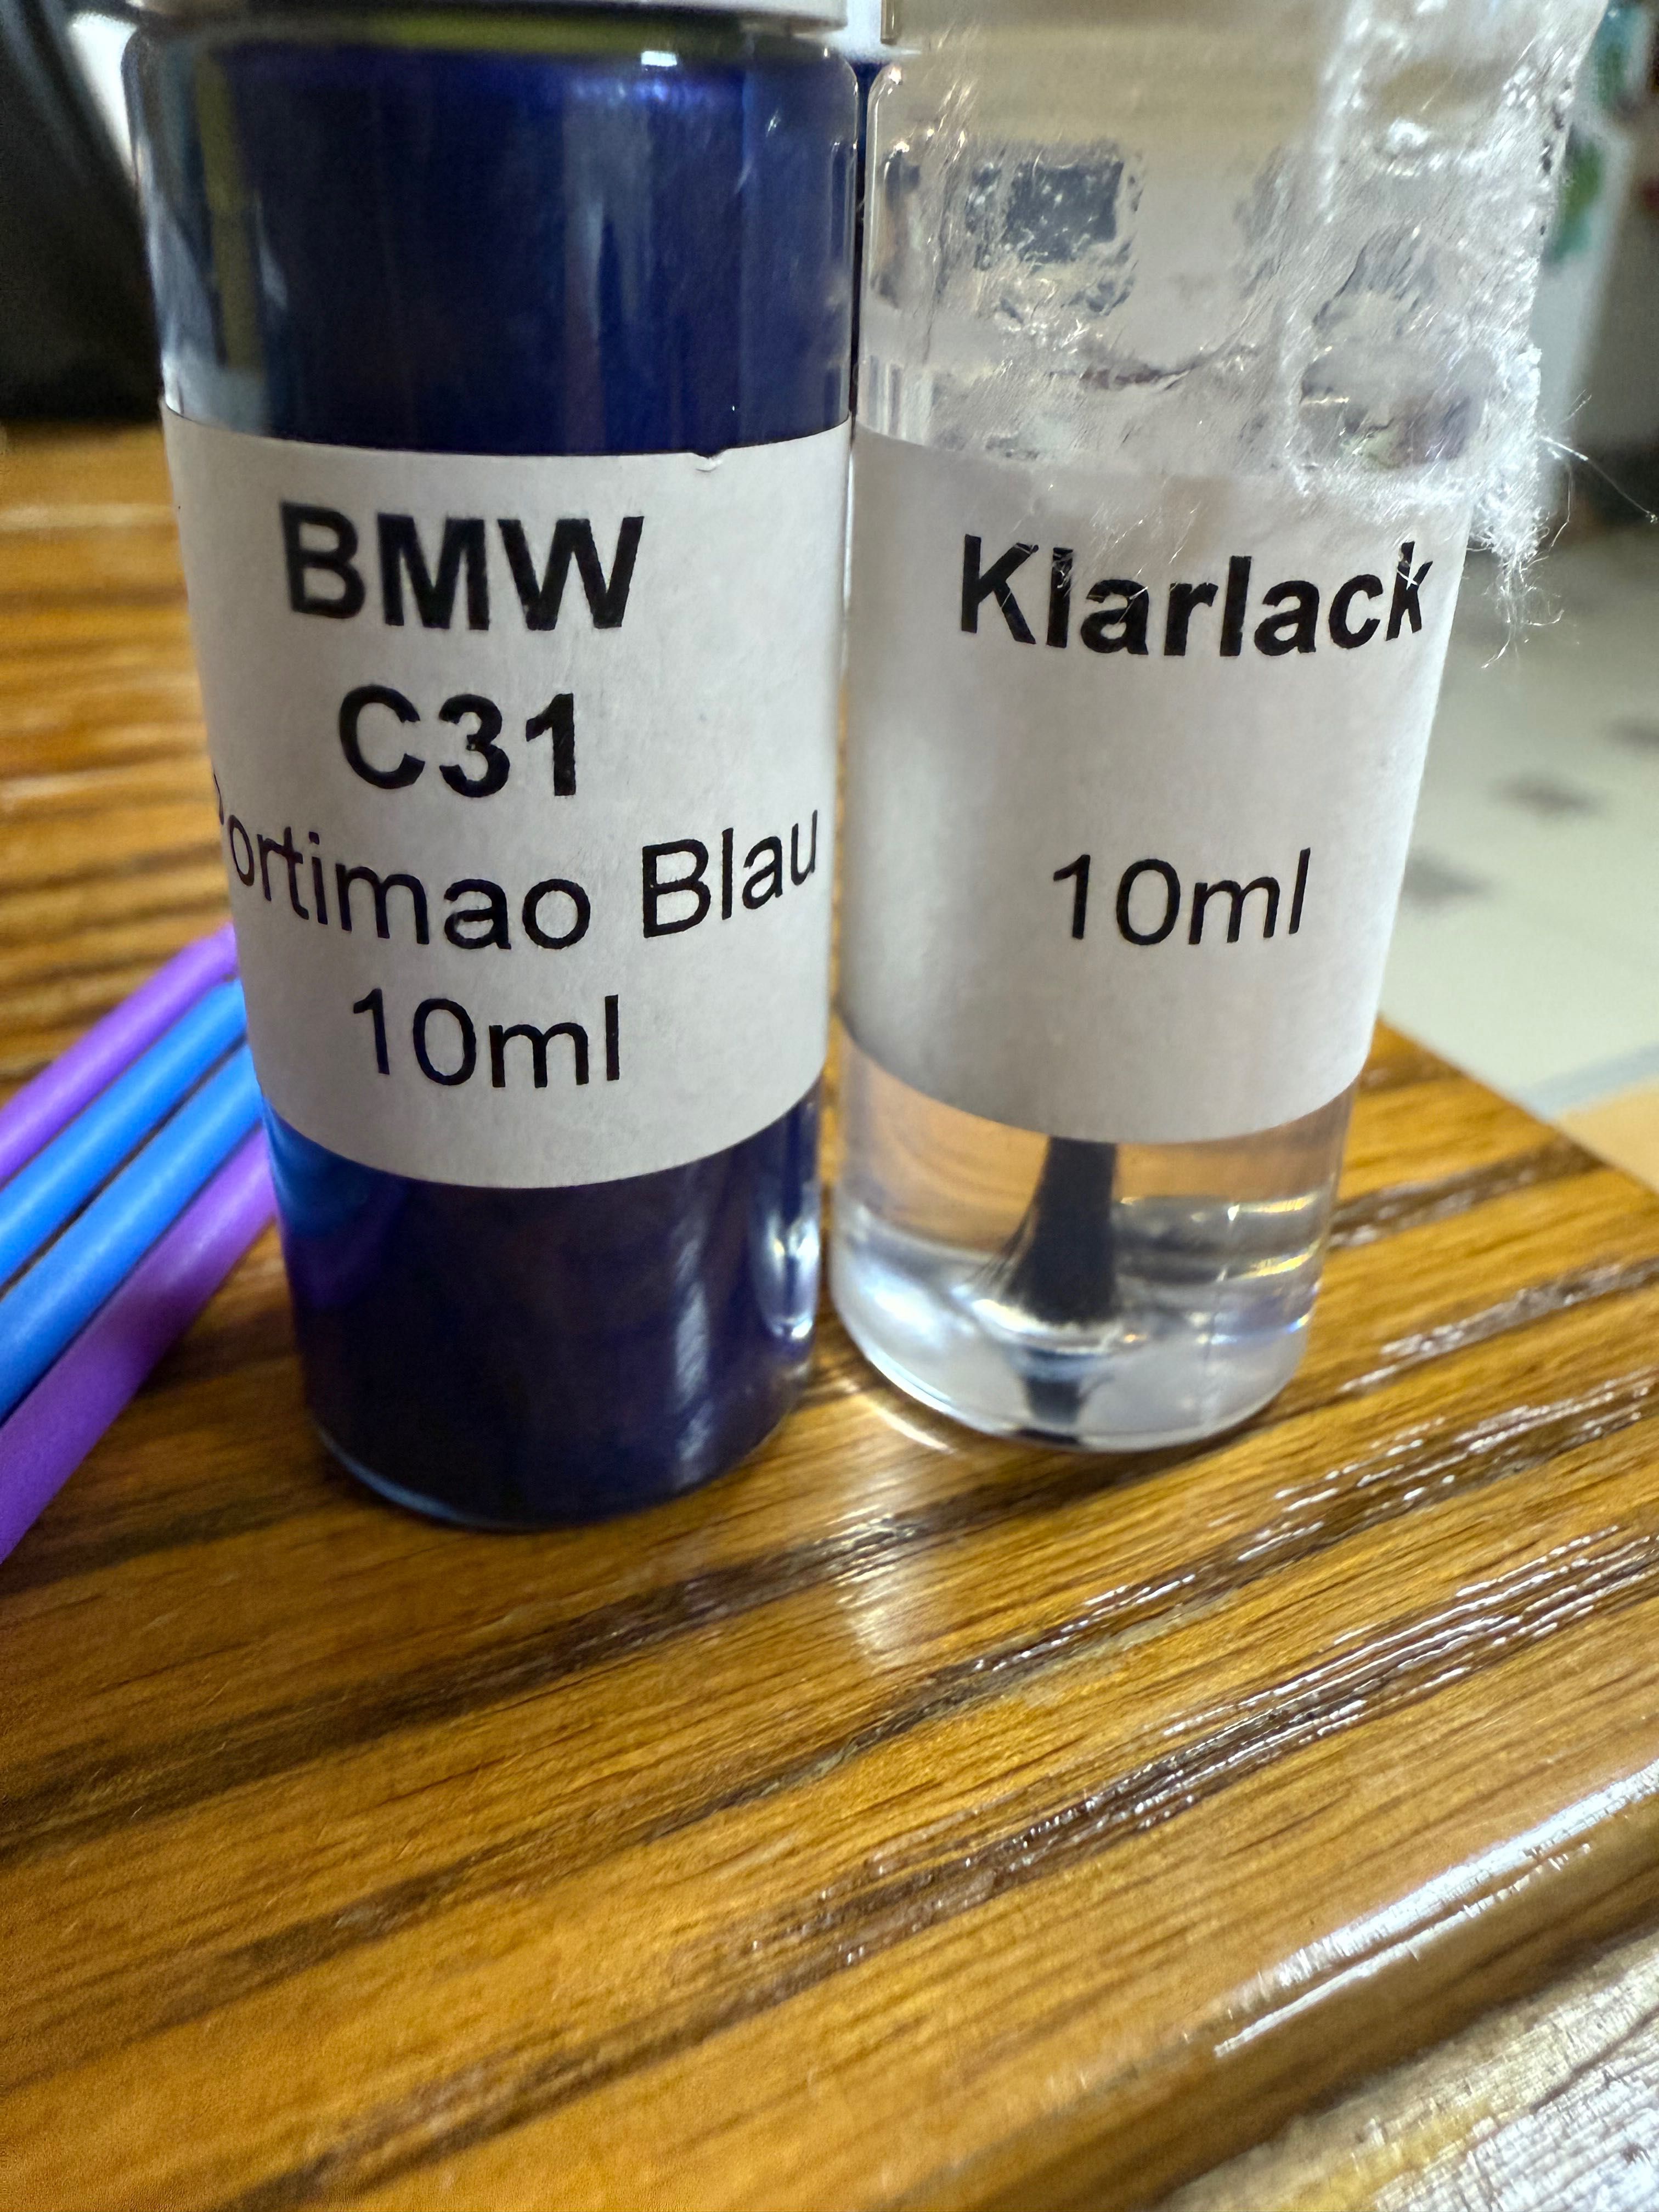 BMW
C31
Portimao Blau
10ml
Klarlack
10ml